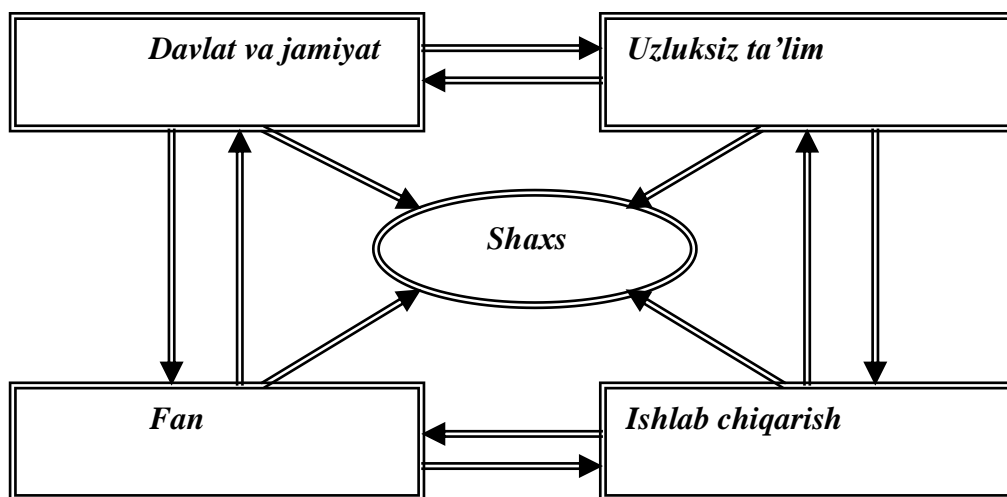 Davlat va jamiyat
Uzluksiz ta’lim
Shaxs
Fan
Ishlab chiqarish